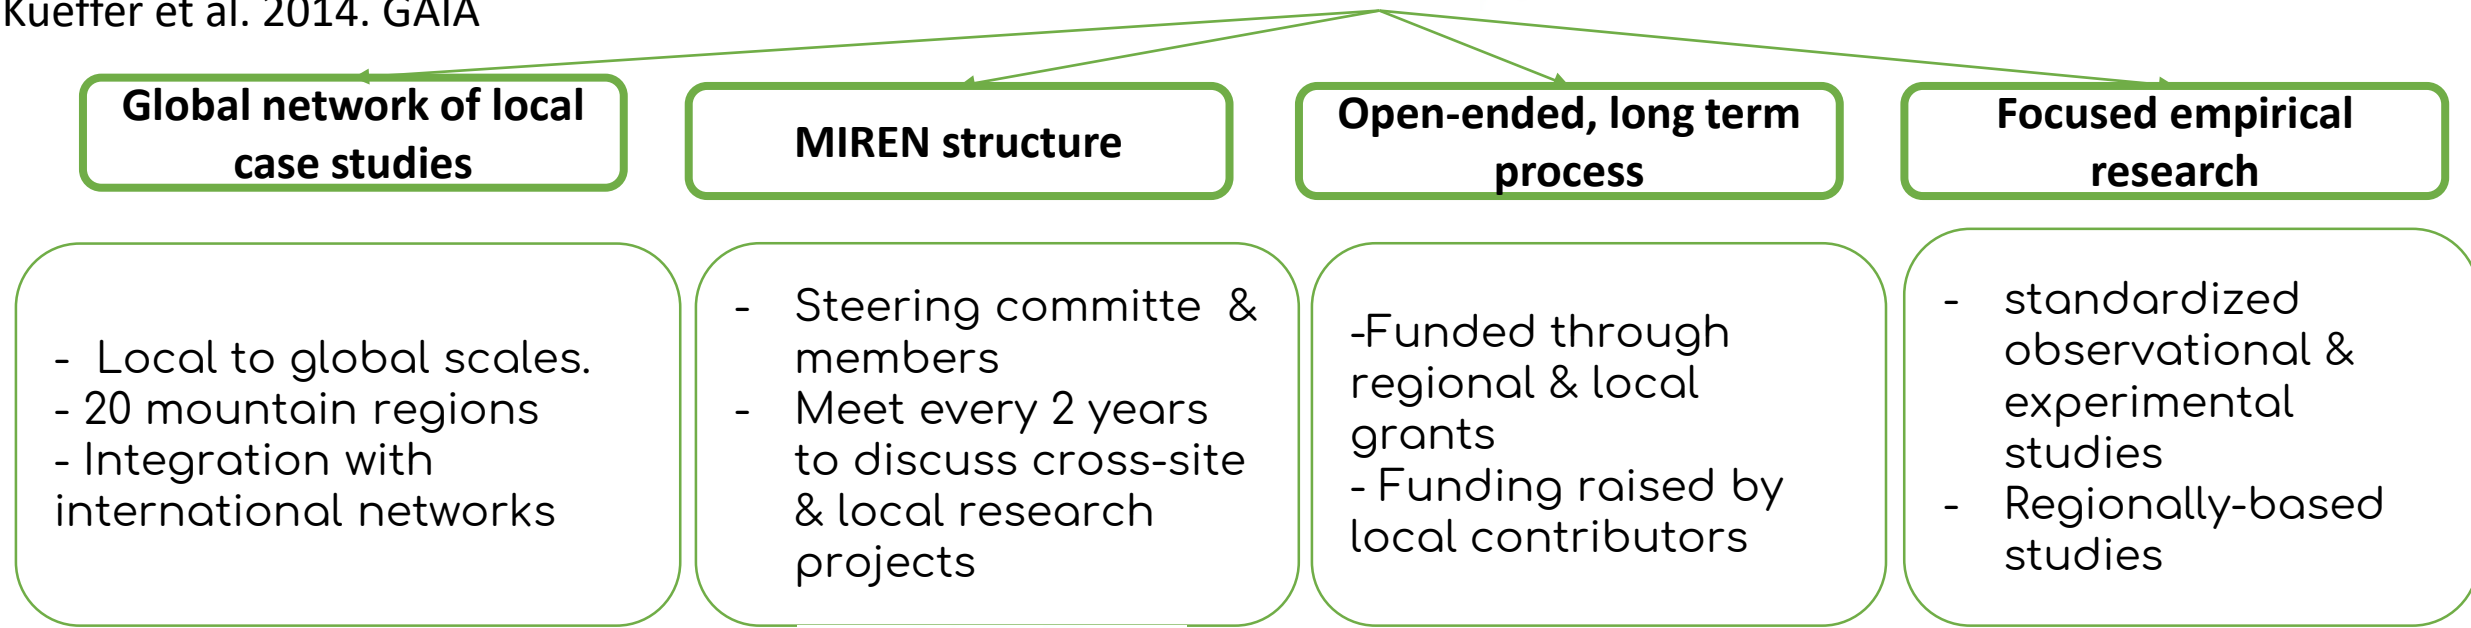 Kueffer et al. 2014. GAIA
Global network of local
case studies
MIREN structure
Open-ended, long term
process
Focused empirical
research
- Local to global scales.
- 20 mountain regions
- Integration with
international networks
- Steering committe & 
members
- Meet every 2 years
to discuss cross-site
& local research
projects
-Funded through
regional & local
grants
- Funding raised by
local contributors
- standardized
observational &
experimental
studies
- Regionally-based
studies